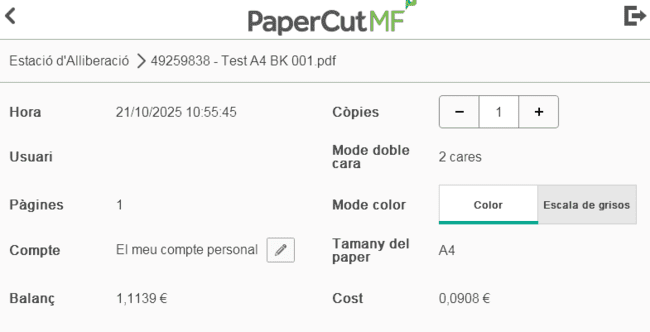 PaperCutMF
Estació d'Alliberació > 49259838 - Test A4 BK 001.pdf
Hora 21/10/2025 10:55:45 Còpies - 1 +
Usuari Mode doble cara 2 cares
Pàgines 1 Mode color Color Escala de grisos
Compte El meu compte personal Tamany del paper A4
Balanç 1,1139 € Cost 0,0908 €